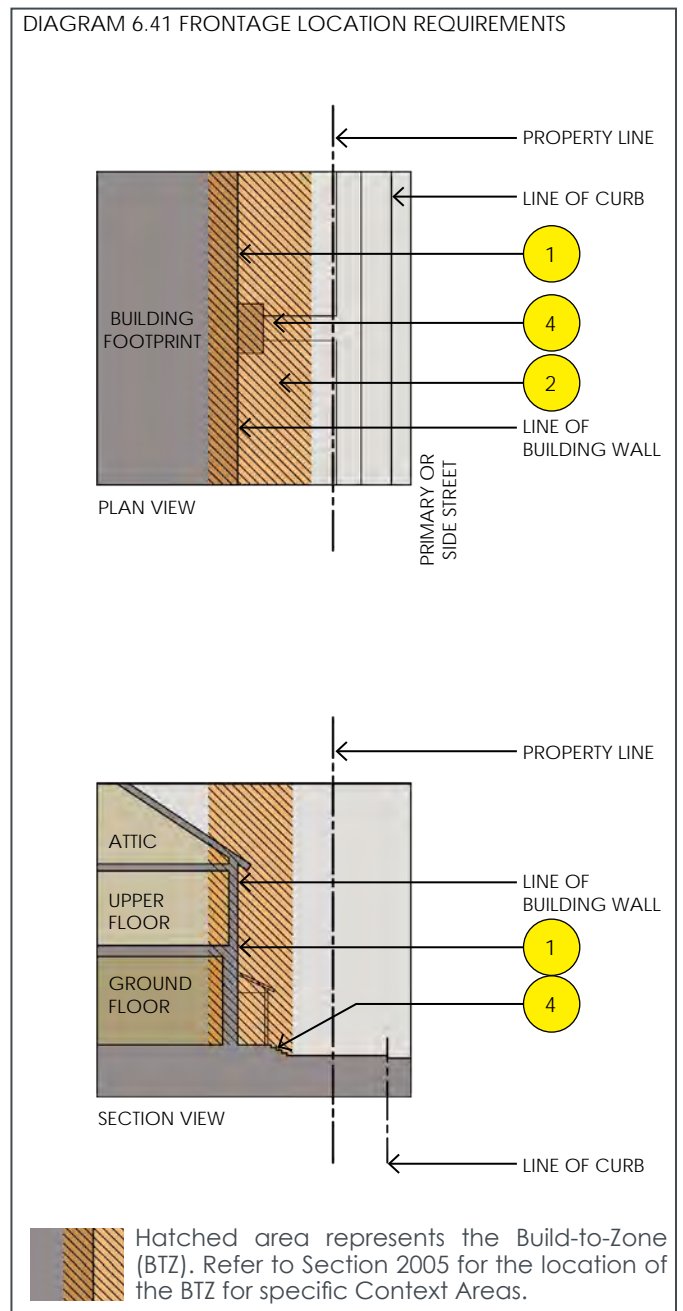 DIAGRAM 6.41 FRONTAGE LOCATION REQUIREMENTS
PROPERTY LINE
LINE OF CURB
1
BUILDING
FOOTPRINT
4
2
LINE OF
BUILDING WALL
PLAN VIEW
PRIMARY OR
SIDE STREET
PROPERTY LINE
ATTIC
LINE OF
BUILDING WALL
UPPER
FLOOR
1
GROUND
FLOOR
4
SECTION VIEW
LINE OF CURB
Hatched area represents the Build-to-Zone
(BTZ). Refer to Section 2005 for the location of
the BTZ for specific Context Areas.